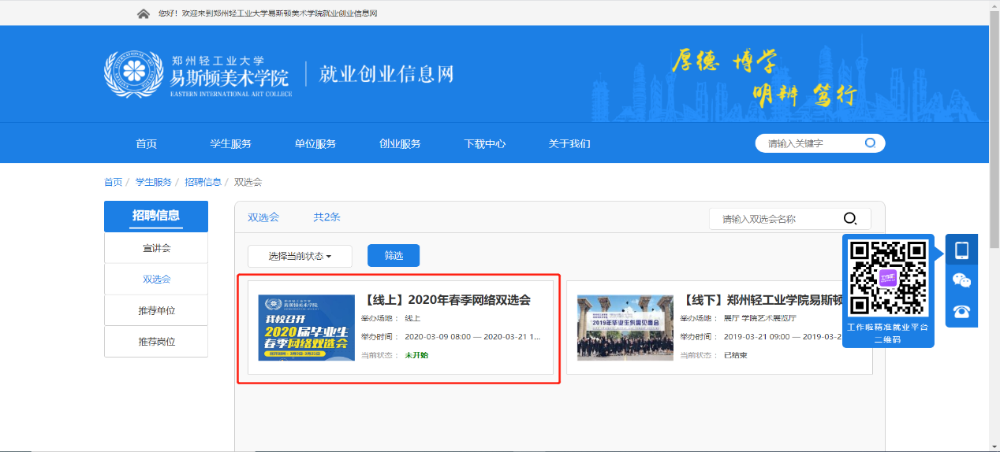 您好！欢迎来到郑州轻工业大学易斯顿美术学院就业创业信息网
郑州轻工业大学
易斯顿美术学院
EASTERN INTERNATIONAL ART COLLECE
就业创业信息网
厚德 博学
明辨 笃行
首页
学生服务
单位服务
创业服务
下载中心
关于我们
请输入关键字
首页 / 学生服务 / 招聘信息 / 双选会
招聘信息
宣讲会
双选会
推荐单位
推荐岗位
双选会
共2条
请输入双选会名称
选择当前状态
筛选
易斯顿美术学院
我校召开
2020届毕业生
春季网络双选会
【线上】2020年春季网络双选会
举办场地： 线上
举办时间： 2020-03-09 08:00 — 2020-03-21 1...
当前状态： 未开始
2019年毕业生供需见面会
【线下】郑州轻工业学院易斯顿
举办场地： 展厅 学院艺术展览厅
举办时间： 2019-03-21 09:00 — 2019-03-2
当前状态： 已结束
工作啦
工作啦精准就业平台
二维码